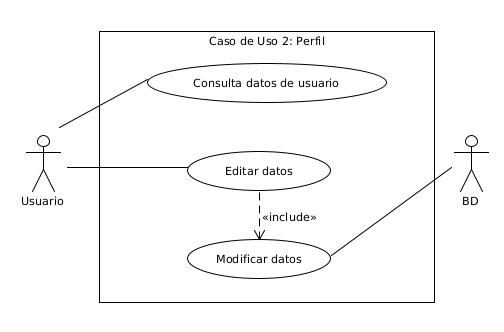 Caso de Uso 2: Perfil
Consulta datos de usuario
Editar datos
Usuario
BD
«include»
Modificar datos